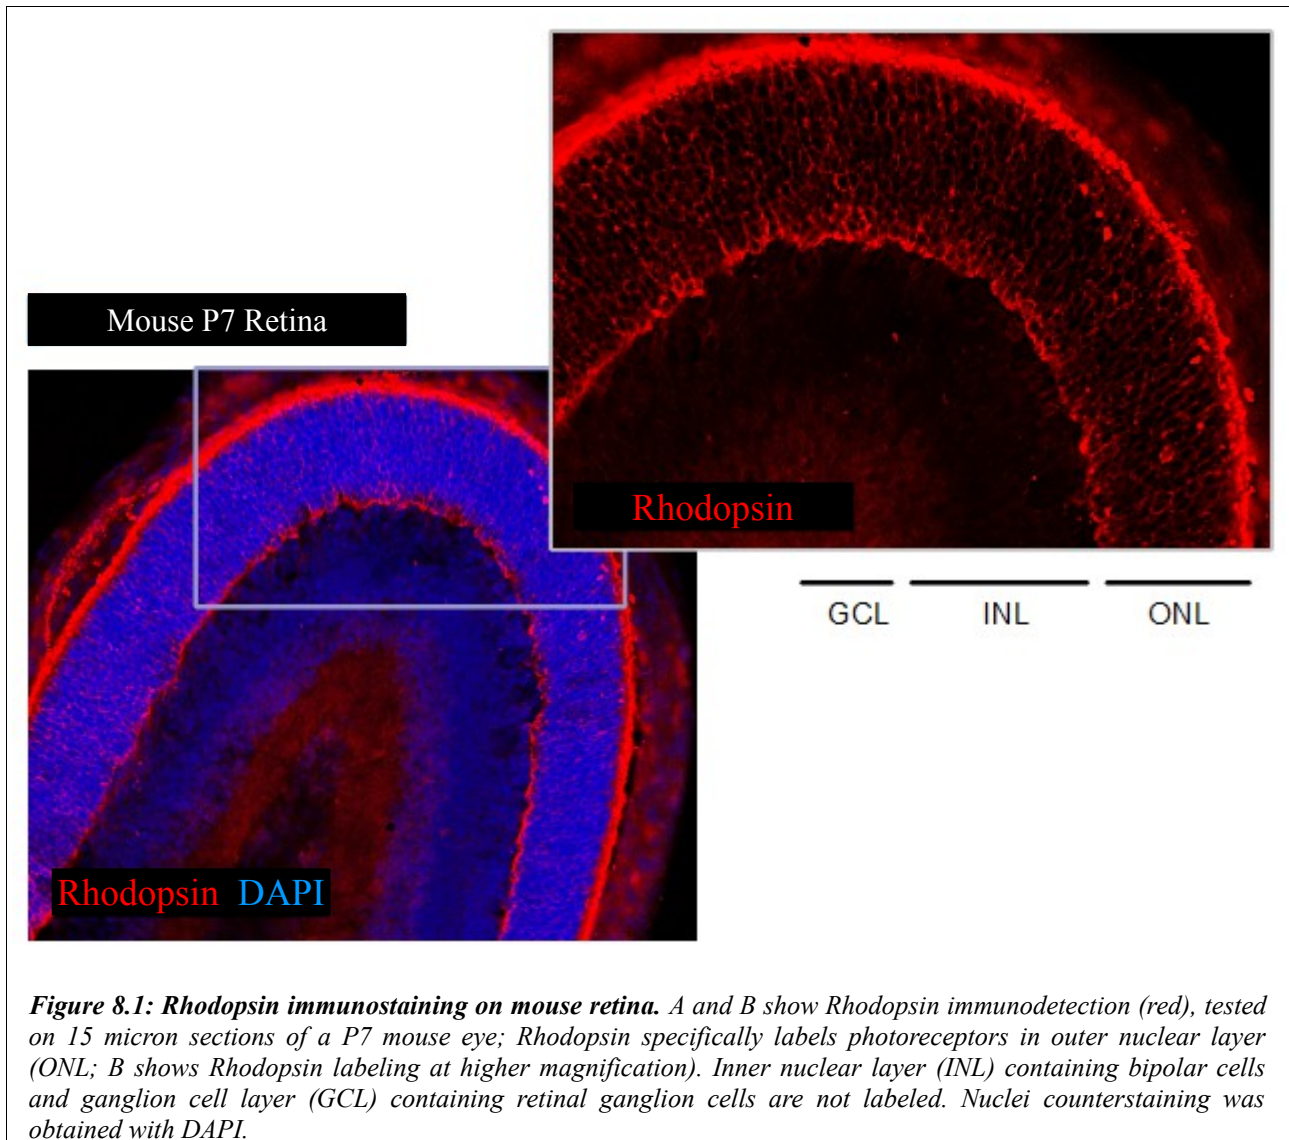 Mouse P7 Retina
Rhodopsin
GCL INL ONL
Rhodopsin DAPI
Figure 8.1: Rhodopsin immunostaining on mouse retina. A and B show Rhodopsin immunodetection (red), tested
on 15 micron sections of a P7 mouse eye; Rhodopsin specifically labels photoreceptors in outer nuclear layer
(ONL; B shows Rhodopsin labeling at higher magnification). Inner nuclear layer (INL) containing bipolar cells
and ganglion cell layer (GCL) containing retinal ganglion cells are not labeled. Nuclei counterstaining was
obtained with DAPI.